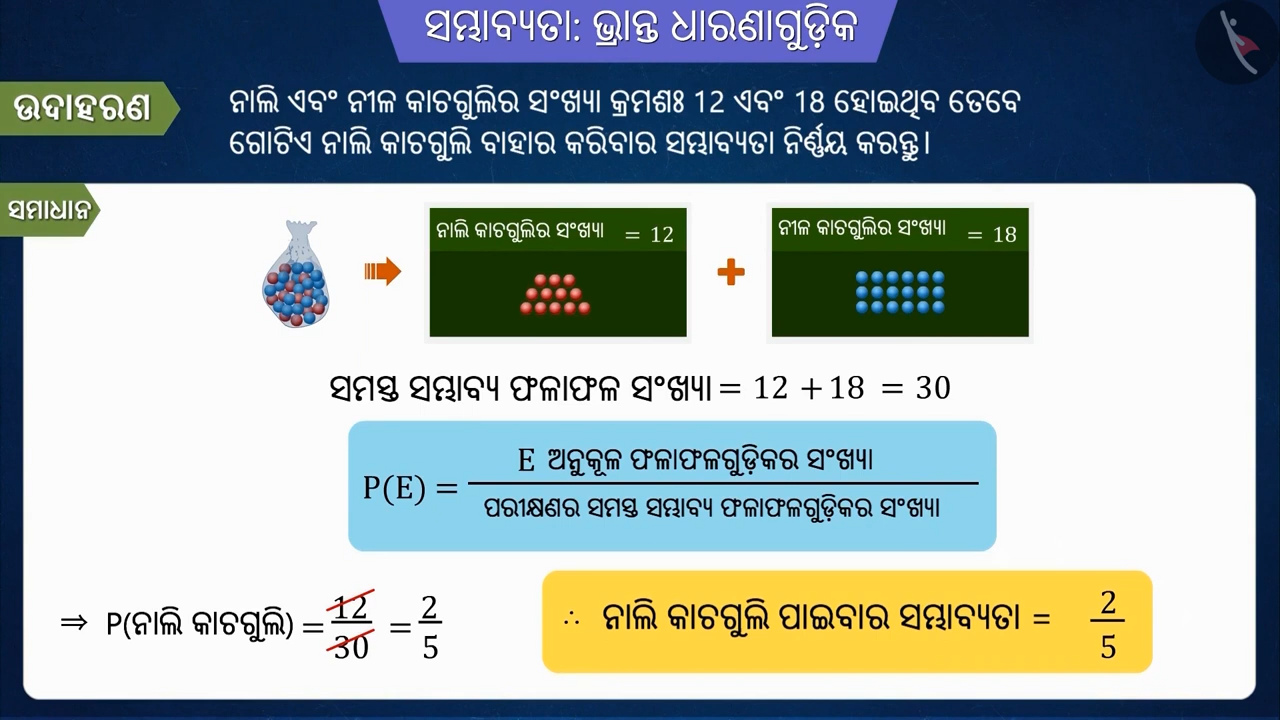 ସମ୍ଭାବ୍ୟତା: ଭ୍ରାନ୍ତ ଧାରଣାଗୁଡ଼ିକ
ଉଦାହରଣ
ନାଲି ଏବଂ ନୀଳ କାଚଗୁଲିର ସଂଖ୍ୟା କ୍ରମଶଃ 12 ଏବଂ 18 ହୋଇଥିବ ତେବେ
ଗୋଟିଏ ନାଲି କାଚଗୁଲି ବାହାର କରିବାର ସମ୍ଭାବ୍ୟତା ନିର୍ଣ୍ଣୟ କରନ୍ତୁ।
ସମାଧାନ
ନାଲି କାଚଗୁଲିର ସଂଖ୍ୟା = 12
+
ନୀଳ କାଚଗୁଲିର ସଂଖ୍ୟା = 18
ସମସ୍ତ ସମ୍ଭାବ୍ୟ ଫଳାଫଳ ସଂଖ୍ୟା = 12 + 18 = 30
E ଅନୁକୂଳ ଫଳାଫଳଗୁଡ଼ିକର ସଂଖ୍ୟା
P(E) =
ପରୀକ୍ଷଣର ସମସ୍ତ ସମ୍ଭାବ୍ୟ ଫଳାଫଳଗୁଡ଼ିକର ସଂଖ୍ୟା
⇒ P(ନାଲି କାଚଗୁଲି) = 12/30 = 2/5
∴ ନାଲି କାଚଗୁଲି ପାଇବାର ସମ୍ଭାବ୍ୟତା = 2/5